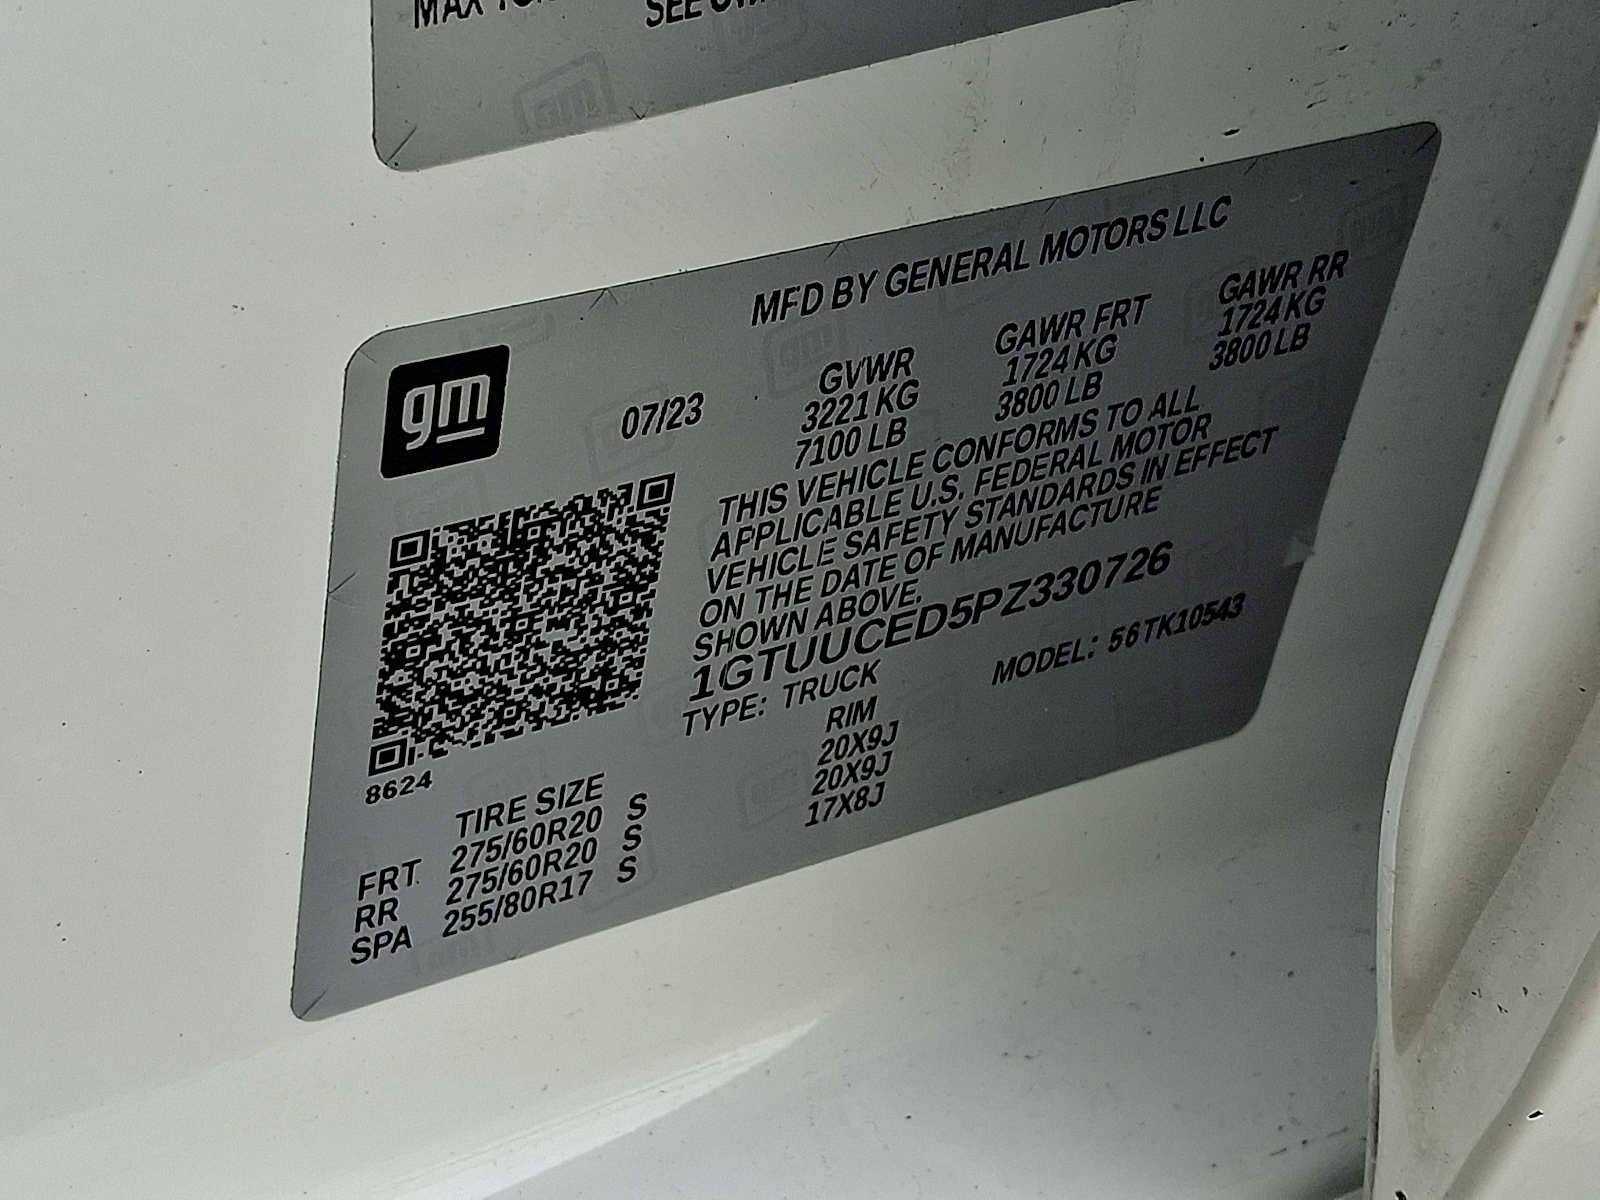 MAX
SEE
MFD BY GENERAL MOTORS LLC
gm
07/23
GVWR GAWR FRT GAWR RR
3221 KG 1724 KG 1724 KG
7100 LB 3800 LB 3800 LB
THIS VEHICLE CONFORMS TO ALL
APPLICABLE U.S. FEDERAL MOTOR
VEHICLE SAFETY STANDARDS IN EFFECT
ON THE DATE OF MANUFACTURE
SHOWN ABOVE.
1GTUUCED5PZ330726
TYPE: TRUCK MODEL: 56TK10543
8624
TIRE SIZE RIM
FRT 275/60R20 S 20X9J
RR 275/60R20 S 20X9J
SPA 255/80R17 S 17X8J